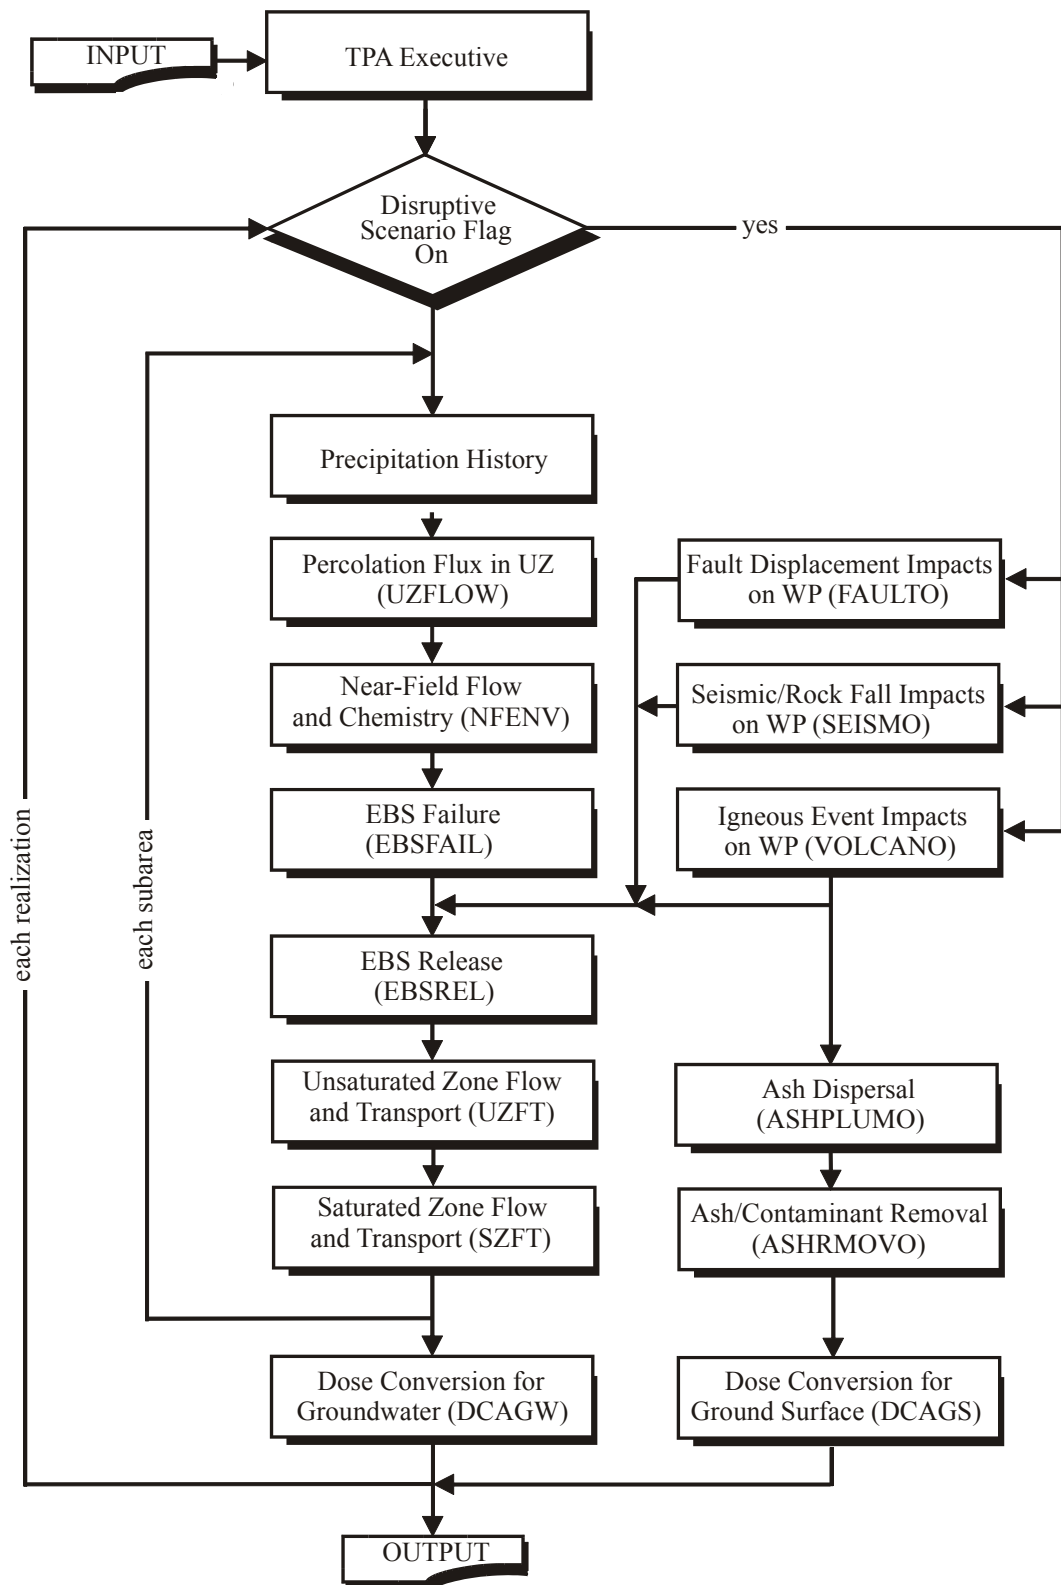 INPUT
TPA Executive
Disruptive
Scenario Flag
On
yes
Precipitation History
Percolation Flux in UZ
(UZFLOW)
Fault Displacement Impacts
on WP (FAULTO)
Near-Field Flow
and Chemistry (NFENV)
Seismic/Rock Fall Impacts
on WP (SEISMO)
EBS Failure
(EBSFAIL)
Igneous Event Impacts
on WP (VOLCANO)
each realization
each subarea
EBS Release
(EBSREL)
Unsaturated Zone Flow
and Transport (UZFT)
Ash Dispersal
(ASHPLUMO)
Saturated Zone Flow
and Transport (SZFT)
Ash/Contaminant Removal
(ASHRMOVO)
Dose Conversion for
Groundwater (DCAGW)
Dose Conversion for
Ground Surface (DCAGS)
OUTPUT